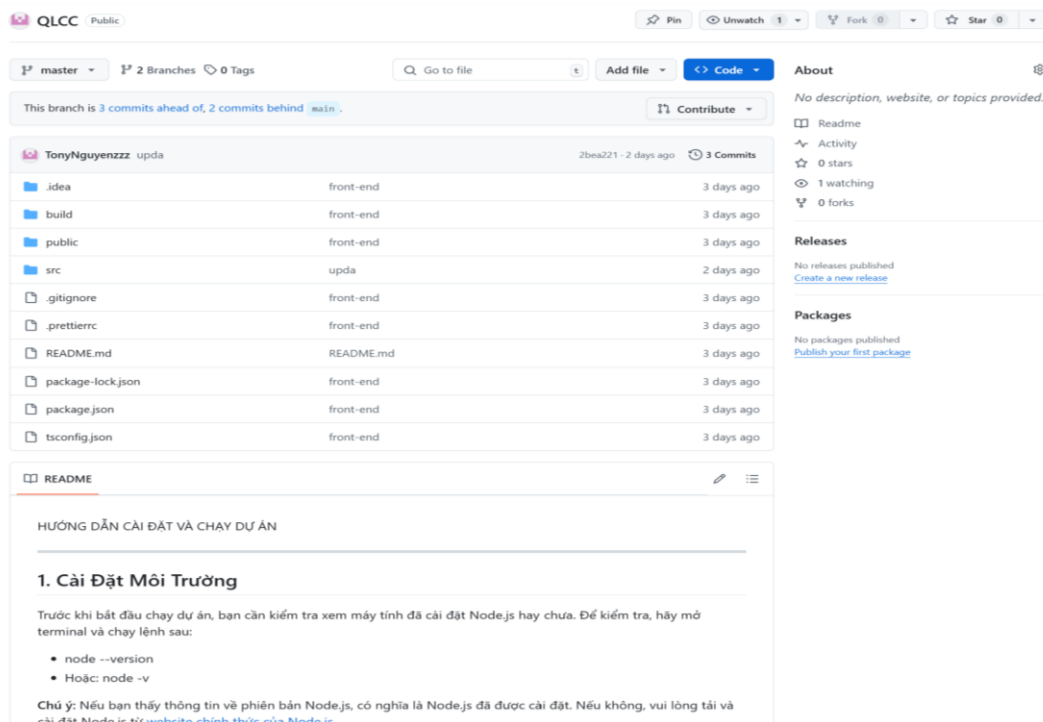 QLCC Public
Pin Unwatch 1 Fork 0 Star 0
master 2 Branches 0 Tags Go to file t Add file Code
This branch is 3 commits ahead of, 2 commits behind main.
Contribute
TonyNguyenzzz upda 2bea221 · 2 days ago 3 Commits
.idea front-end 3 days ago
build front-end 3 days ago
public front-end 3 days ago
src upda 2 days ago
.gitignore front-end 3 days ago
.prettierrc front-end 3 days ago
README.md README.md 3 days ago
package-lock.json front-end 3 days ago
package.json front-end 3 days ago
tsconfig.json front-end 3 days ago
README
HƯỚNG DẪN CÀI ĐẶT VÀ CHẠY DỰ ÁN
1. Cài Đặt Môi Trường
Trước khi bắt đầu chạy dự án, bạn cần kiểm tra xem máy tính đã cài đặt Node.js hay chưa. Để kiểm tra, hãy mở
terminal và chạy lệnh sau:
node --version
Hoặc: node -v
Chú ý: Nếu bạn thấy thông tin về phiên bản Node.js, có nghĩa là Node.js đã được cài đặt. Nếu không, vui lòng tải và
cài đặt Node.js từ website chính thức của Node.js.
About
No description, website, or topics provided.
Readme
Activity
0 stars
1 watching
0 forks
Releases
No releases published
Create a new release
Packages
No packages published
Publish your first package